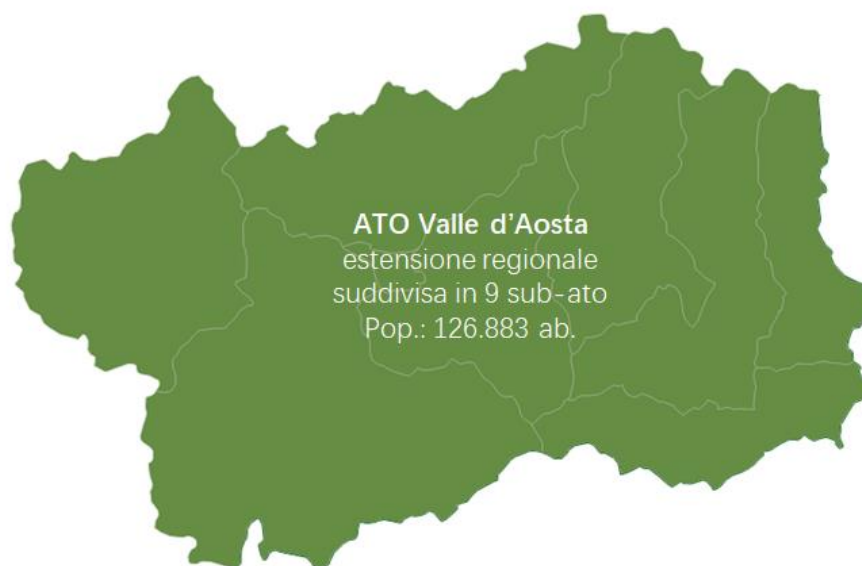 ATO Valle d'Aosta
estensione regionale
suddivisa in 9 sub-ato
Pop.: 126.883 ab.